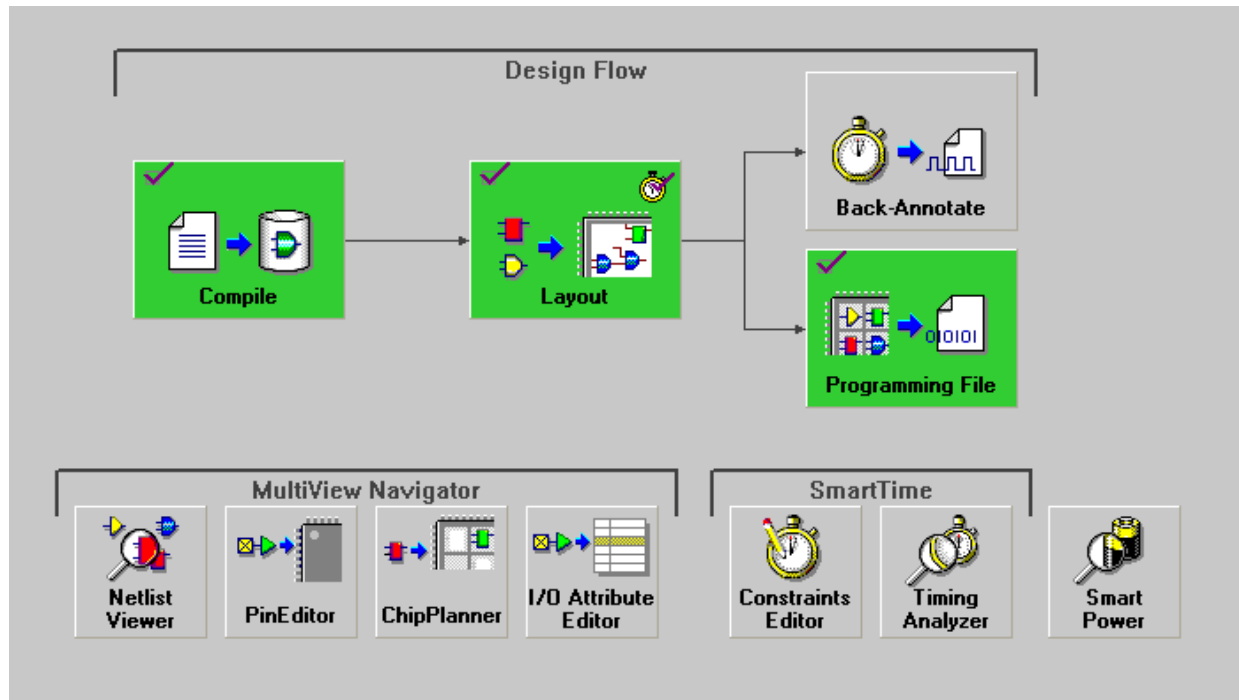 Design Flow
Back-Annotate
Compile
Layout
010101
Programming File
MultiView Navigator
SmartTime
Netlist
Viewer
PinEditor
ChipPlanner
I/O Attribute
Editor
Constraints
Editor
Timing
Analyzer
Smart
Power